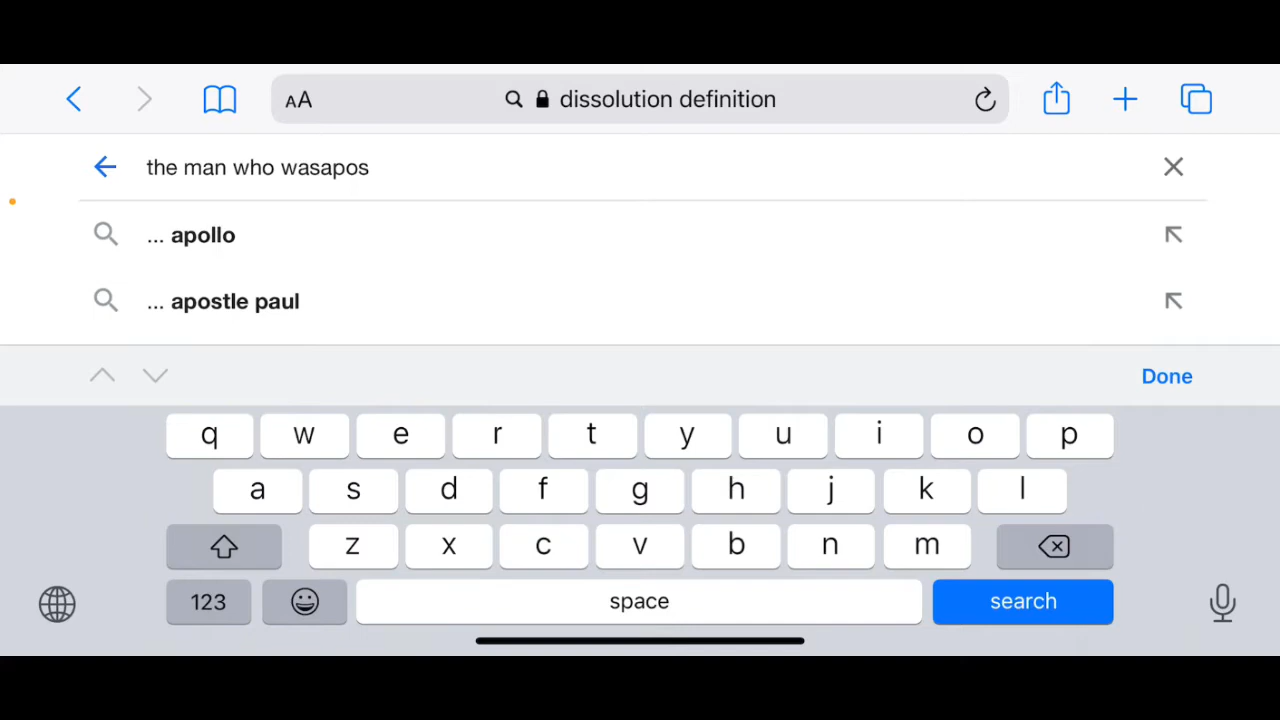 AA dissolution definition
the man who wasapos
... apollo
... apostle paul
Done
q w e r t y u i o p
a s d f g h j k l
z x c v b n m
123 space search